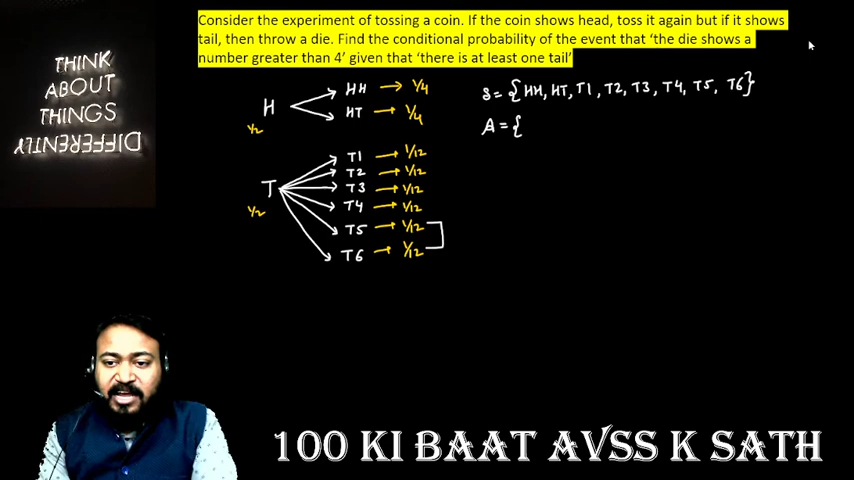 Consider the experiment of tossing a coin. If the coin shows head, toss it again but if it shows
tail, then throw a die. Find the conditional probability of the event that ‘the die shows a
number greater than 4’ given that ‘there is at least one tail’
THINK
ABOUT
THINGS
DIFFERENTLY
H
1/2
HH → 1/4
HT → 1/4
T
1/2
T1 → 1/12
T2 → 1/12
T3 → 1/12
T4 → 1/12
T5 → 1/12
T6 → 1/12
S = {HH, HT, T1, T2, T3, T4, T5, T6}
A = {
100 KI BAAT AVSS K SATH